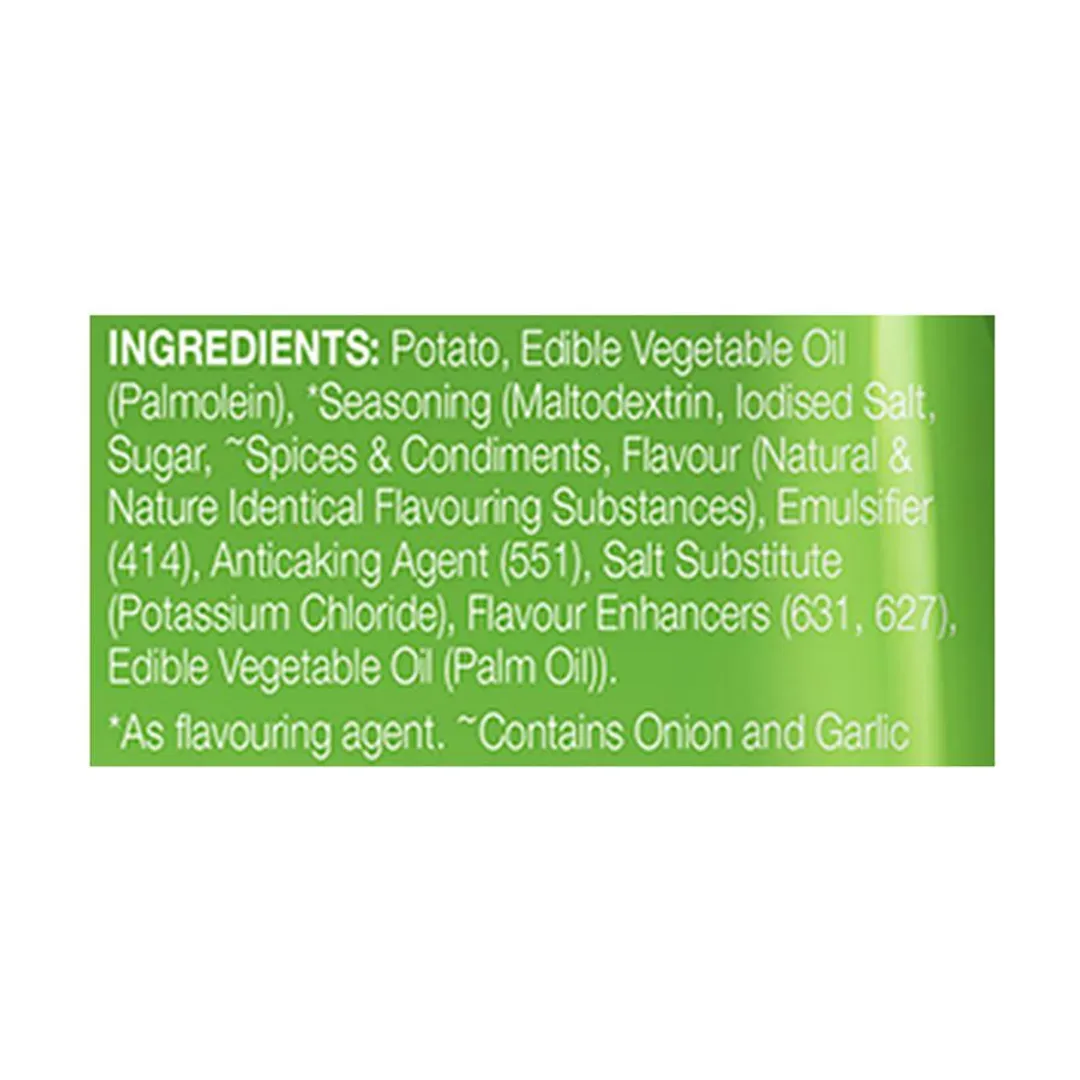 INGREDIENTS: Potato, Edible Vegetable Oil
(Palmolein), *Seasoning (Maltodextrin, Iodised Salt,
Sugar, ~Spices & Condiments, Flavour (Natural &
Nature Identical Flavouring Substances), Emulsifier
(414), Anticaking Agent (551), Salt Substitute
(Potassium Chloride), Flavour Enhancers (631, 627),
Edible Vegetable Oil (Palm Oil)).
*As flavouring agent. ~Contains Onion and Garlic